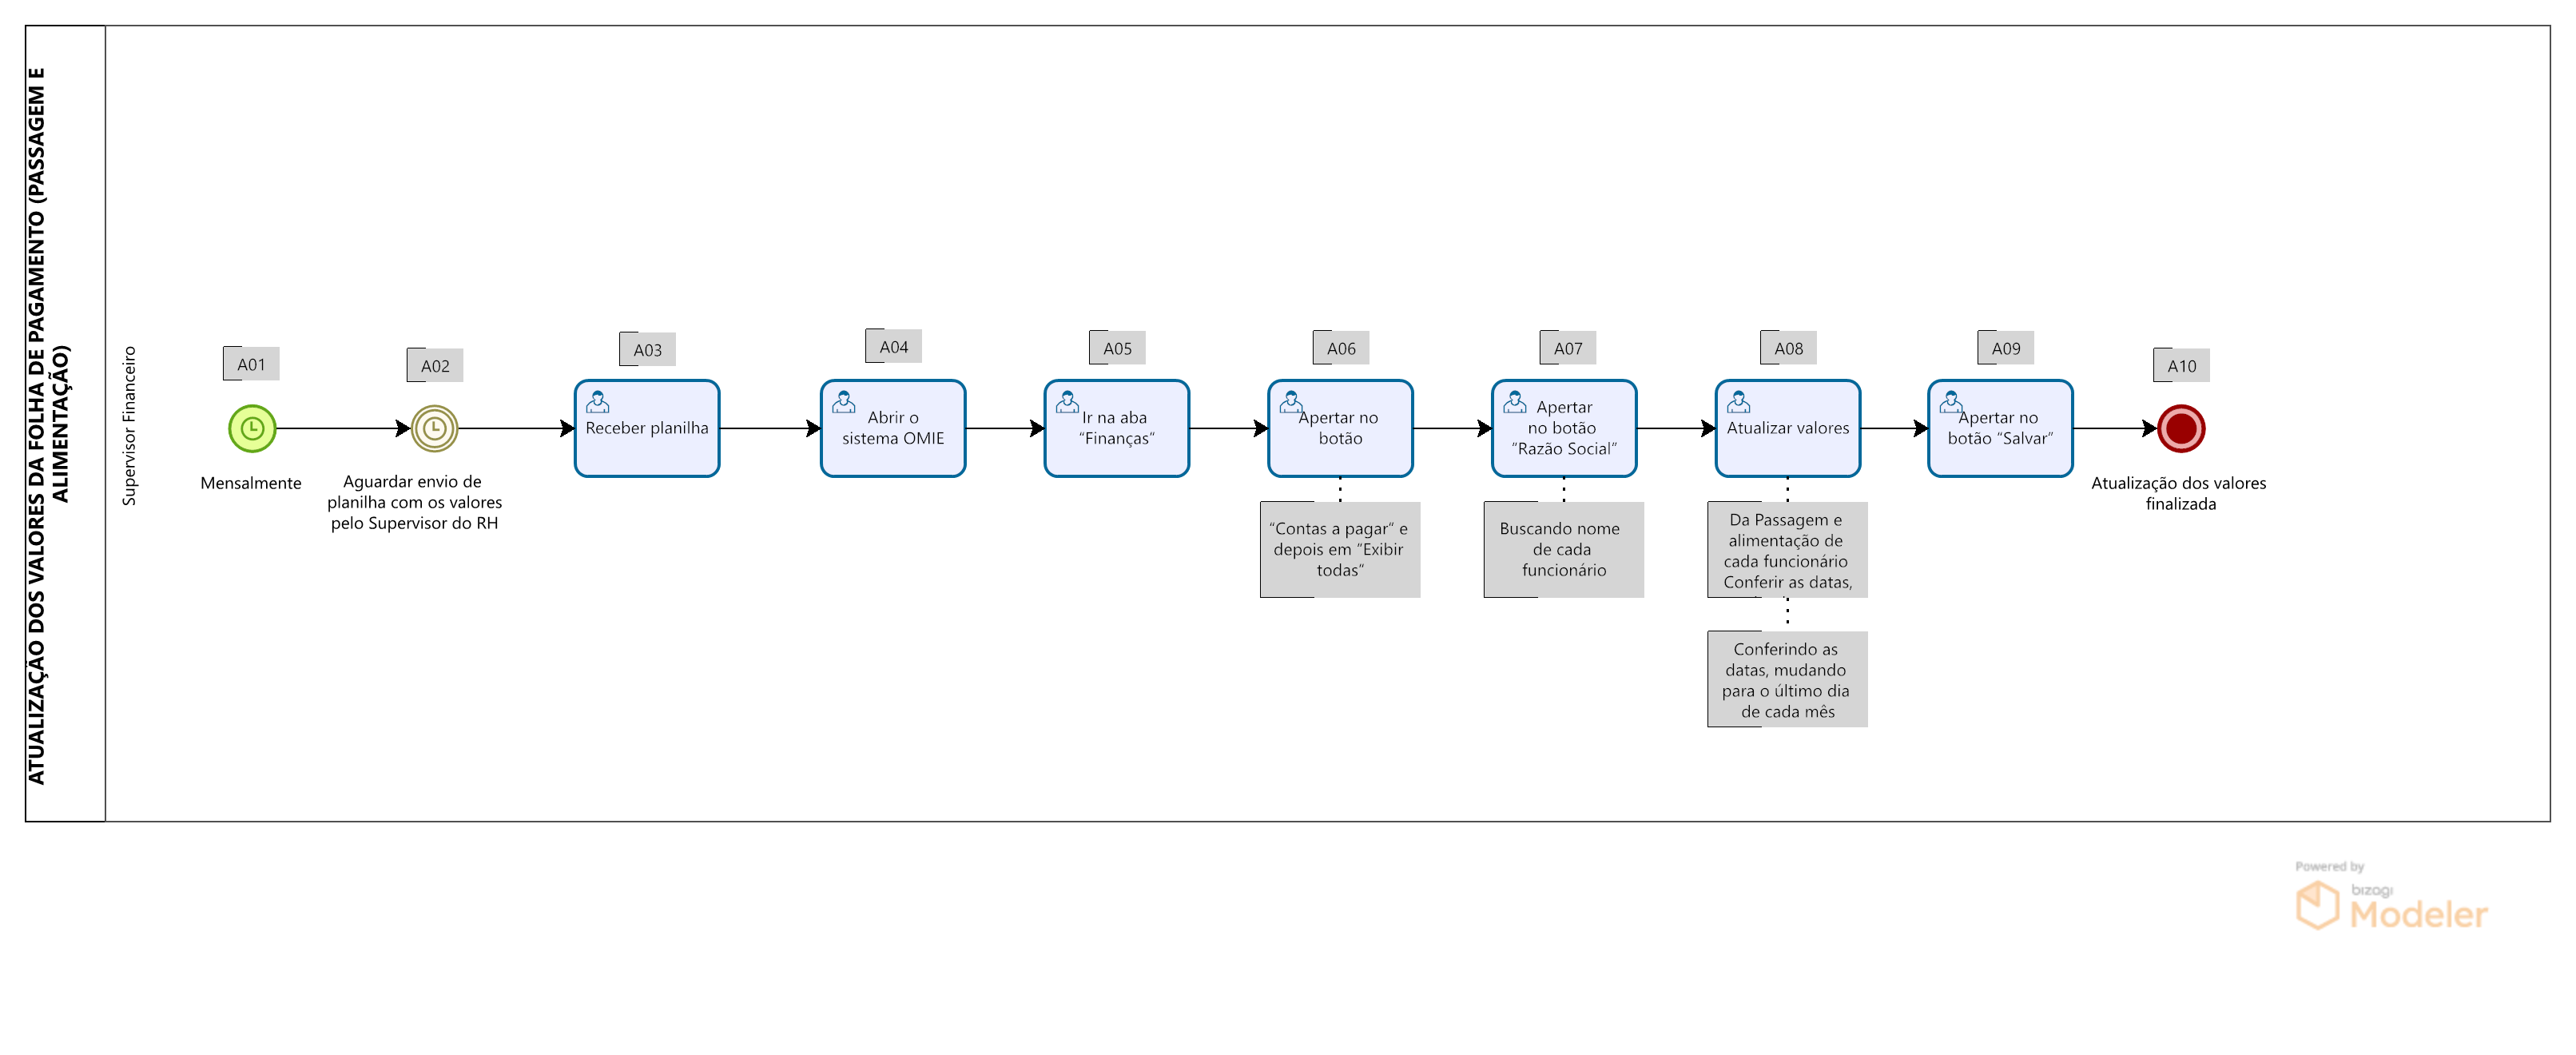 ATUALIZAÇÃO DOS VALORES DA FOLHA DE PAGAMENTO (PASSAGEM E
ALIMENTAÇÃO)
Supervisor Financeiro
A01
Mensalmente
A02
Aguardar envio de
planilha com os valores
pelo Supervisor do RH
A03
Receber planilha
A04
Abrir o
sistema OMIE
A05
Ir na aba
“Finanças”
A06
Apertar no
botão
“Contas a pagar” e
depois em “Exibir
todas”
A07
Apertar
no botão
“Razão Social”
Buscando nome
de cada
funcionário
A08
Atualizar valores
Da Passagem e
alimentação de
cada funcionário
Conferir as datas,
Conferindo as
datas, mudando
para o último dia
de cada mês
A09
Apertar no
botão “Salvar”
A10
Atualização dos valores
finalizada
Powered by
bizagi
Modeler